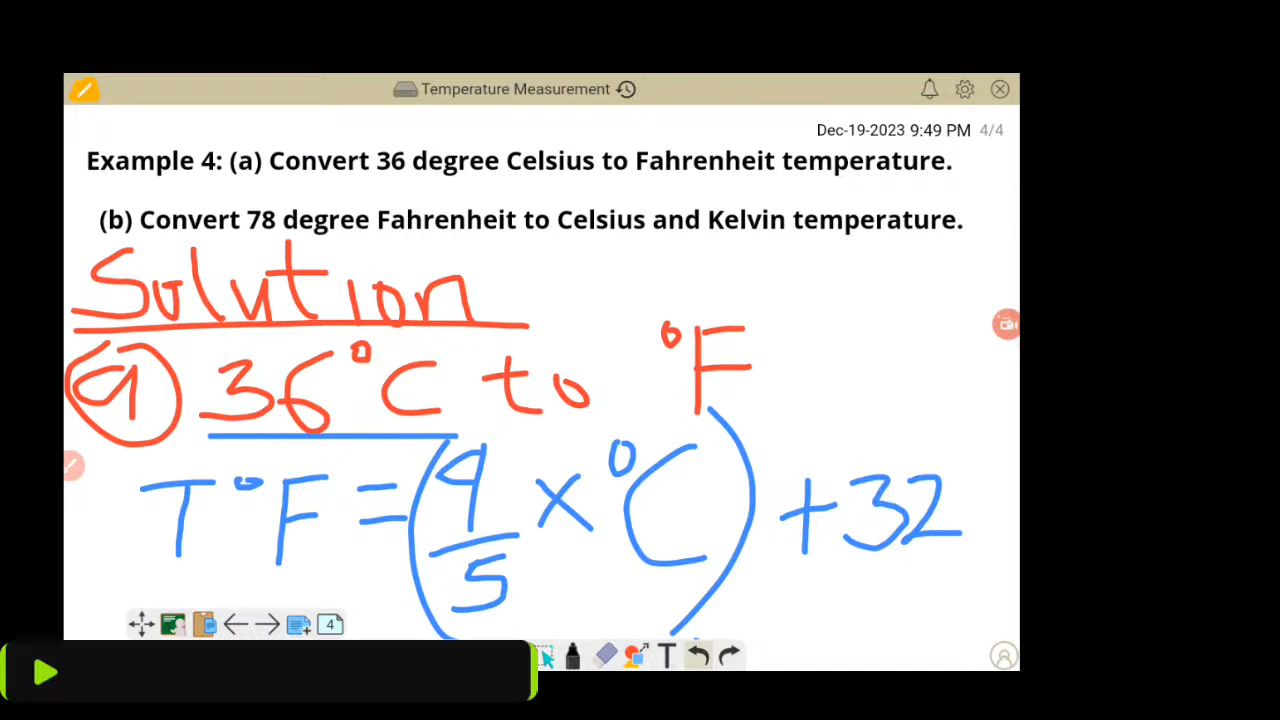 Temperature Measurement
Dec-19-2023 9:49 PM 4/4
Example 4: (a) Convert 36 degree Celsius to Fahrenheit temperature.
(b) Convert 78 degree Fahrenheit to Celsius and Kelvin temperature.
Solution
a 36°C to °F
T°F = (9/5 × °C) + 32
4
T